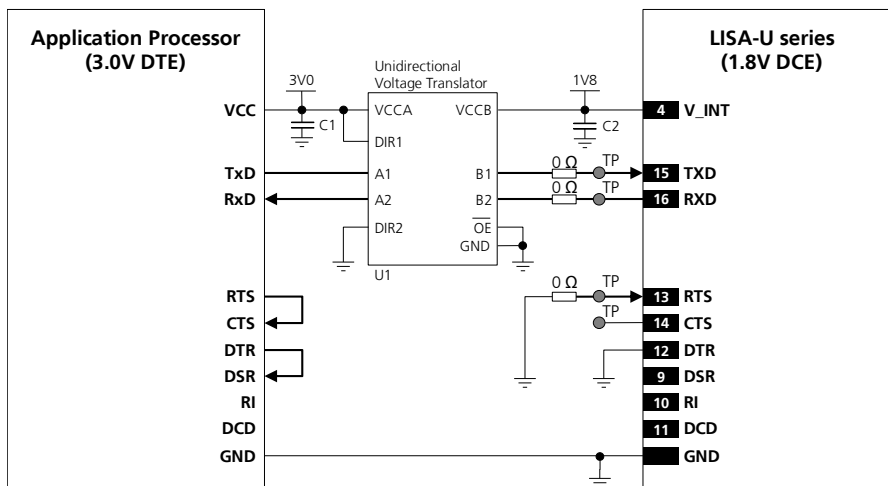 Application Processor
(3.0V DTE)
LISA-U series
(1.8V DCE)
Unidirectional
Voltage Translator
3V0
1V8
VCC
C1
VCCA
VCCB
C2
4
V_INT
DIR1
TxD
A1
B1
0 Ω
TP
15
TXD
RxD
A2
B2
0 Ω
TP
16
RXD
DIR2
OE
GND
U1
RTS
0 Ω
TP
13
RTS
CTS
TP
14
CTS
DTR
12
DTR
DSR
9
DSR
RI
10
RI
DCD
11
DCD
GND
GND